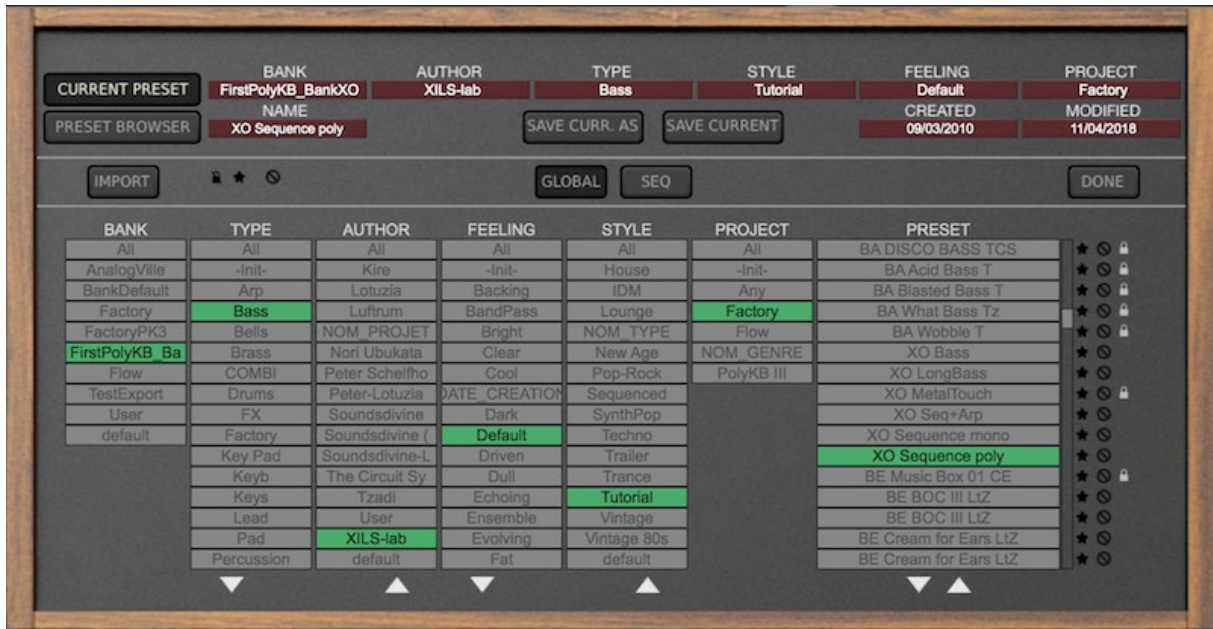 BANK AUTHOR TYPE STYLE FEELING PROJECT
CURRENT PRESET FirstPolyKB_BankXO XILS-lab Bass Tutorial Default Factory
NAME CREATED MODIFIED
PRESET BROWSER XO Sequence poly SAVE CURR. AS SAVE CURRENT 09/03/2010 11/04/2018
IMPORT GLOBAL SEQ DONE
BANK TYPE AUTHOR FEELING STYLE PROJECT PRESET
All All All All All All BA DISCO BASS TCS
AnalogVille -Init- Kire -Init- House -Init- BA Acid Bass T
BankDefault Arp Lotuzia Backing IDM Any BA Blasted Bass T
Factory Bass Luftrum BandPass Lounge Factory BA What Bass Tz
FactoryPK3 Bells NOM_PROJET Bright NOM_TYPE Flow BA Wobble T
FirstPolyKB_Ba Brass Nori Ubukata Clear New Age NOM_GENRE XO Bass
Flow COMBI Peter Schelfho Cool Pop-Rock PolyKB III XO LongBass
TestExport Drums Peter-Lotuzia DATE_CREATION Sequenced XO MetalTouch
User FX Soundsdivine Dark SynthPop XO Seq+Arp
default Factory Soundsdivine ( Default Techno XO Sequence mono
Key Pad Soundsdivine-L Driven Trailer XO Sequence poly
Keyb The Circuit Sy Dull Trance BE Music Box 01 CE
Keys Tzadi Echoing Tutorial BE BOC III LtZ
Lead User Ensemble Vintage BE BOC III LtZ
Pad XILS-lab Evolving Vintage 80s BE Cream for Ears LtZ
Percussion default Fat default BE Cream for Ears LtZ